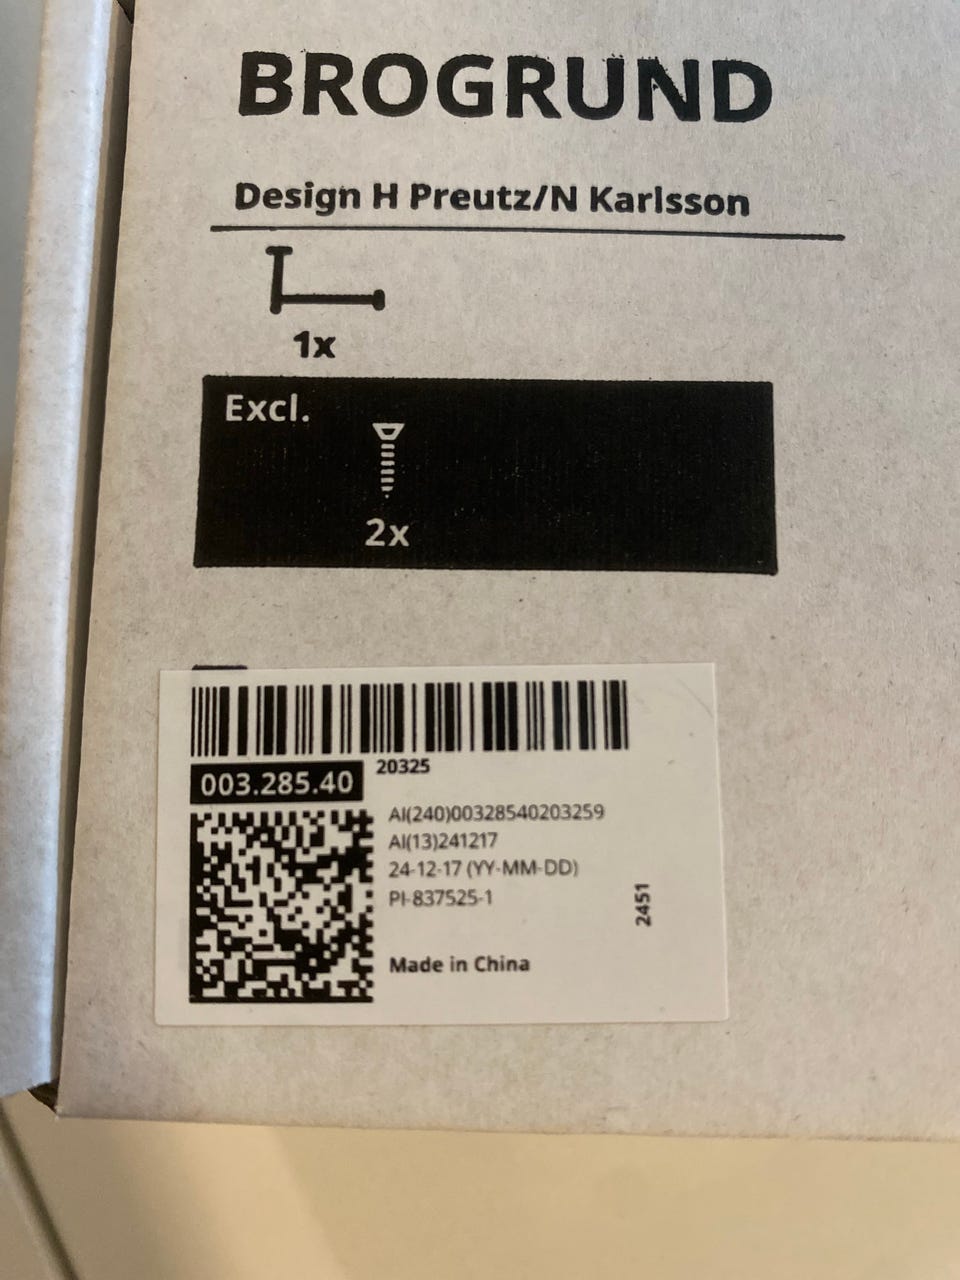 BROGRUND
Design H Preutz/N Karlsson
1x
Excl.
2x
20325
003.285.40
AI(240)00328540203259
AI(13)241217
24-12-17 (YY-MM-DD)
PI-837525-1
2451
Made in China